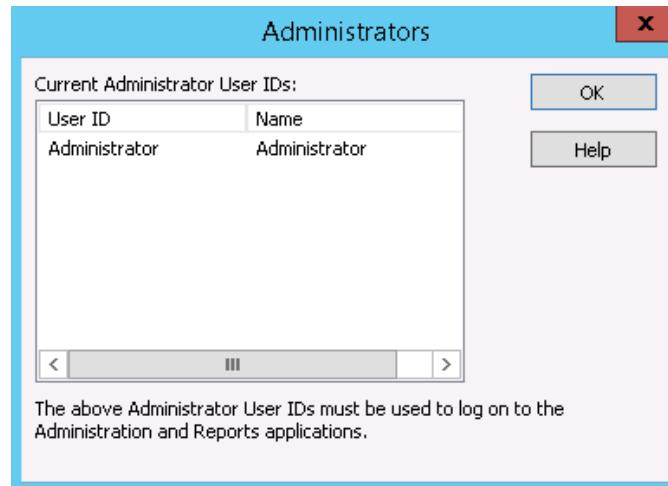 Administrators
x
Current Administrator User IDs:
OK
User ID Name
Administrator Administrator
Help
The above Administrator User IDs must be used to log on to the
Administration and Reports applications.